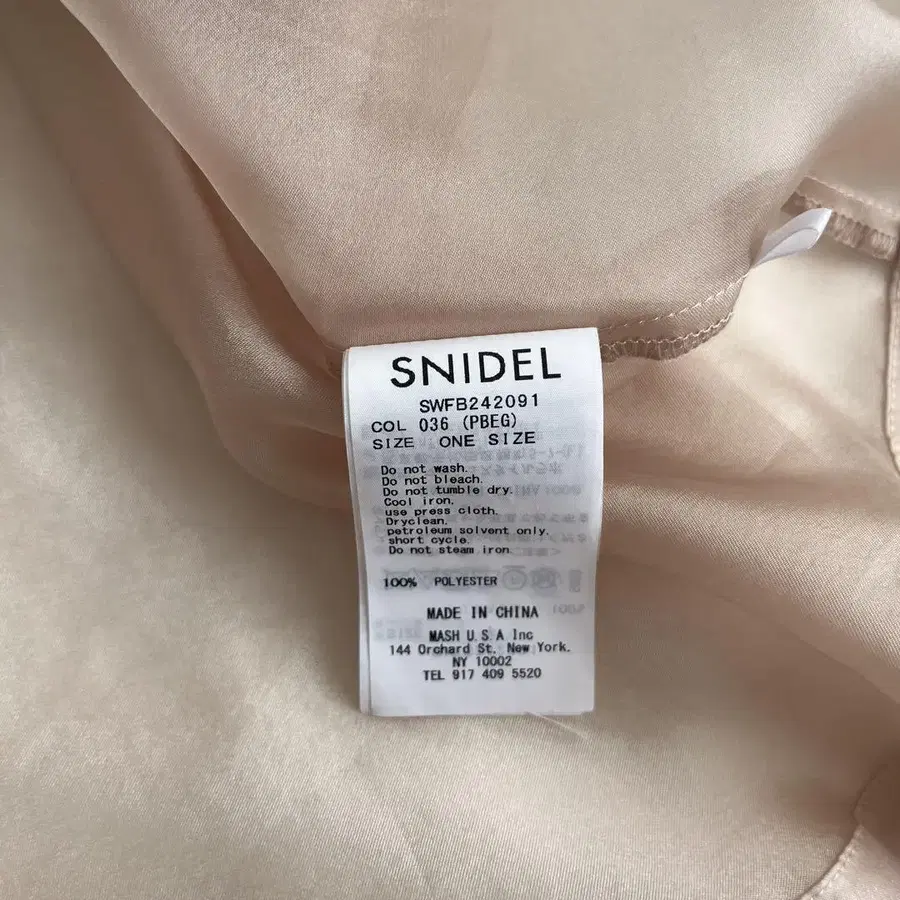 SNIDEL
SWFB242091
COL 036 (PBEG)
SIZE ONE SIZE
Do not wash.
Do not bleach.
Do not tumble dry.
Cool iron.
use press cloth.
Dryclean.
petroleum solvent only.
short cycle.
Do not steam iron.
100% POLYESTER
MADE IN CHINA
MASH U.S.A Inc
144 Orchard St. New York.
NY 10002
TEL 917 409 5520